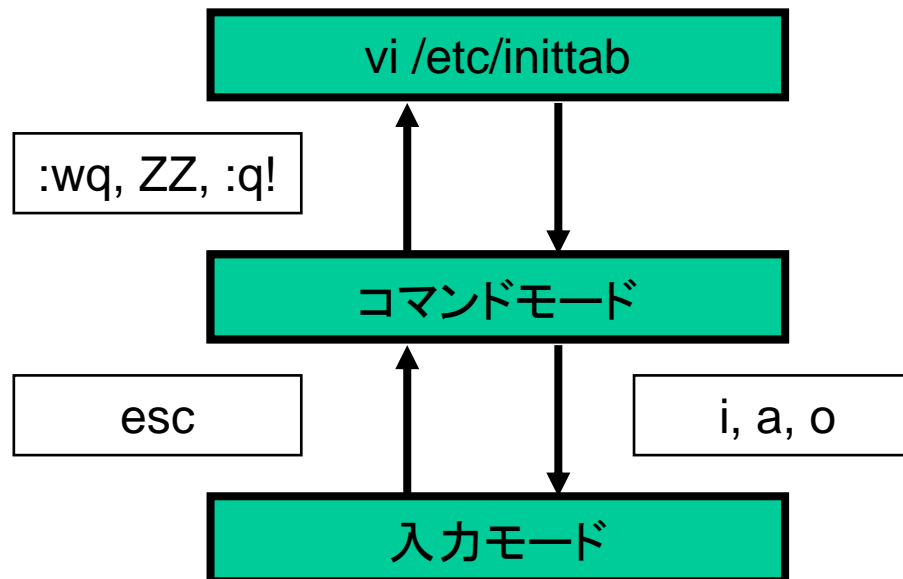 vi /etc/inittab
:wq, ZZ, :q!
コマンドモード
esc
i, a, o
入力モード